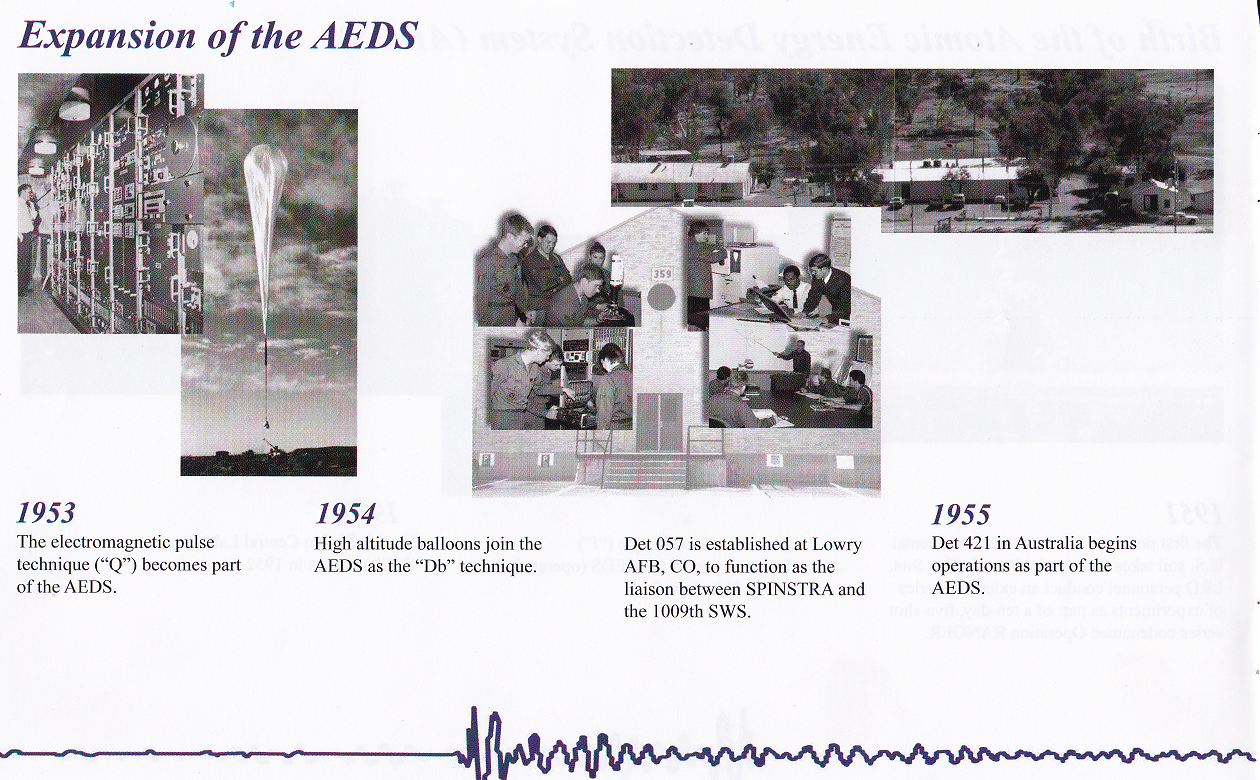 Expansion of the AEDS
359
1953
The electromagnetic pulse
technique (“Q”) becomes part
of the AEDS.
1954
High altitude balloons join the
AEDS as the “Db” technique.
Det 057 is established at Lowry
AFB, CO, to function as the
liaison between SPINSTRA and
the 1009th SWS.
1955
Det 421 in Australia begins
operations as part of the
AEDS.